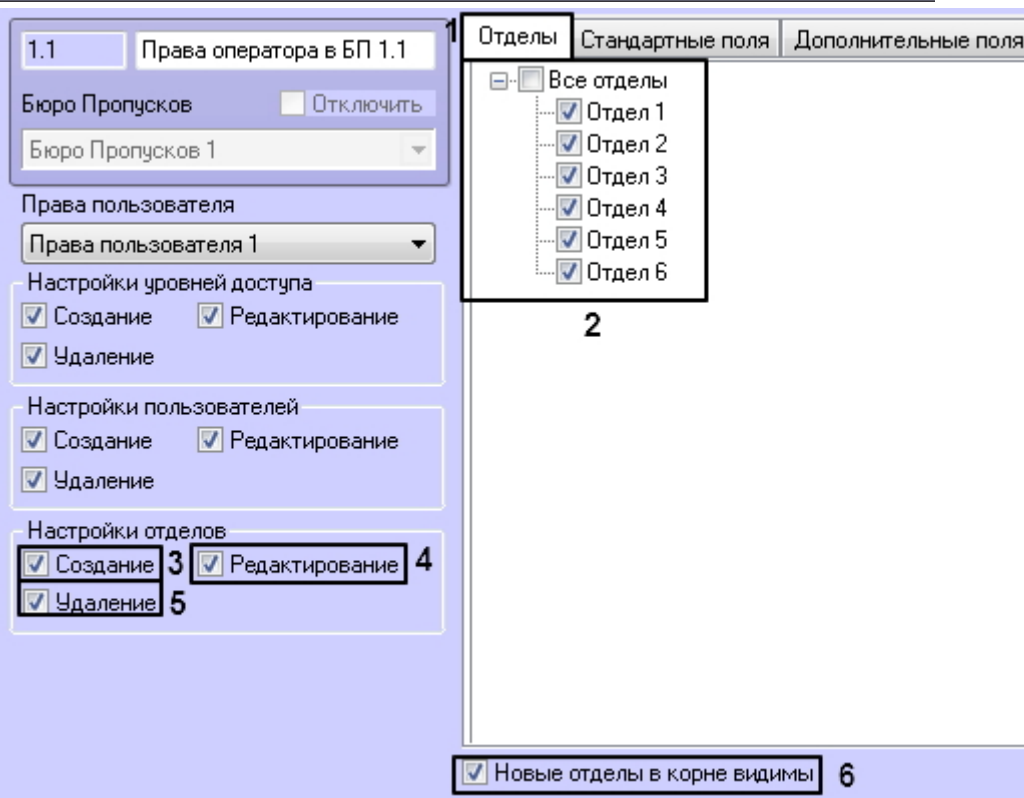 1.1 Права оператора в БП 1.1
Бюро Пропусков Отключить
Бюро Пропусков 1
Права пользователя
Права пользователя 1
Настройки уровней доступа
Создание Редактирование
Удаление
Настройки пользователей
Создание Редактирование
Удаление
Настройки отделов
Создание 3 Редактирование 4
Удаление 5
1 Отделы Стандартные поля Дополнительные поля
Все отделы
Отдел 1
Отдел 2
Отдел 3
Отдел 4
Отдел 5
Отдел 6
2
Новые отделы в корне видимы 6